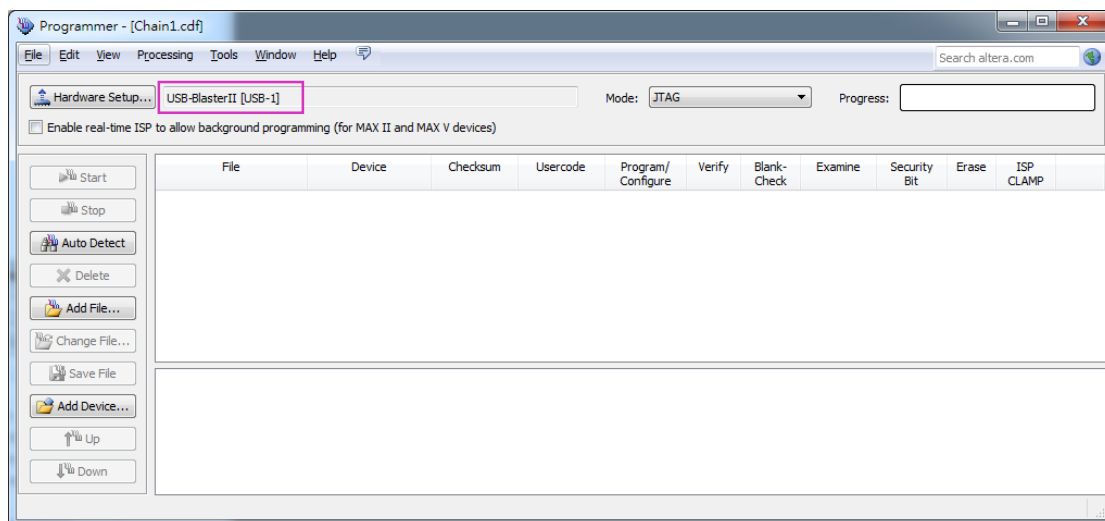 Programmer - [Chain1.cdf]
File Edit View Processing Tools Window Help
Search altera.com
Hardware Setup... USB-BlasterII [USB-1] Mode: JTAG Progress:
Enable real-time ISP to allow background programming (for MAX II and MAX V devices)
File Device Checksum Usercode Program/ Verify Blank- Examine Security Erase ISP
Configure Check Bit CLAMP
Start
Stop
Auto Detect
Delete
Add File...
Change File...
Save File
Add Device...
Up
Down